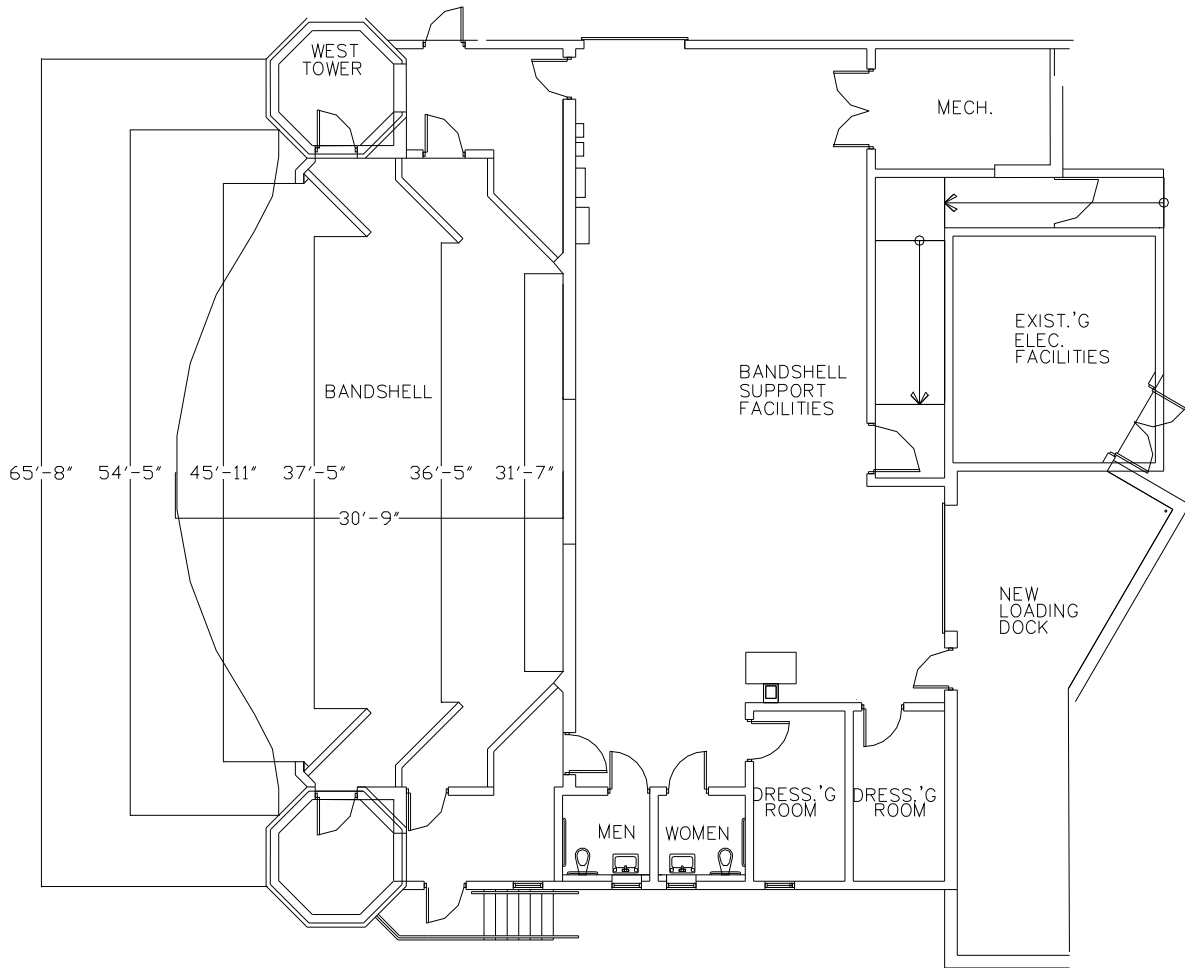 WEST
TOWER
MECH.
EXIST.'G
ELEC.
FACILITIES
BANDSHELL
SUPPORT
FACILITIES
BANDSHELL
65'-8"
54'-5"
45'-11"
37'-5"
36'-5"
31'-7"
30'-9"
NEW
LOADING
DOCK
DRESS.'G
ROOM
DRESS.'G
ROOM
MEN
WOMEN